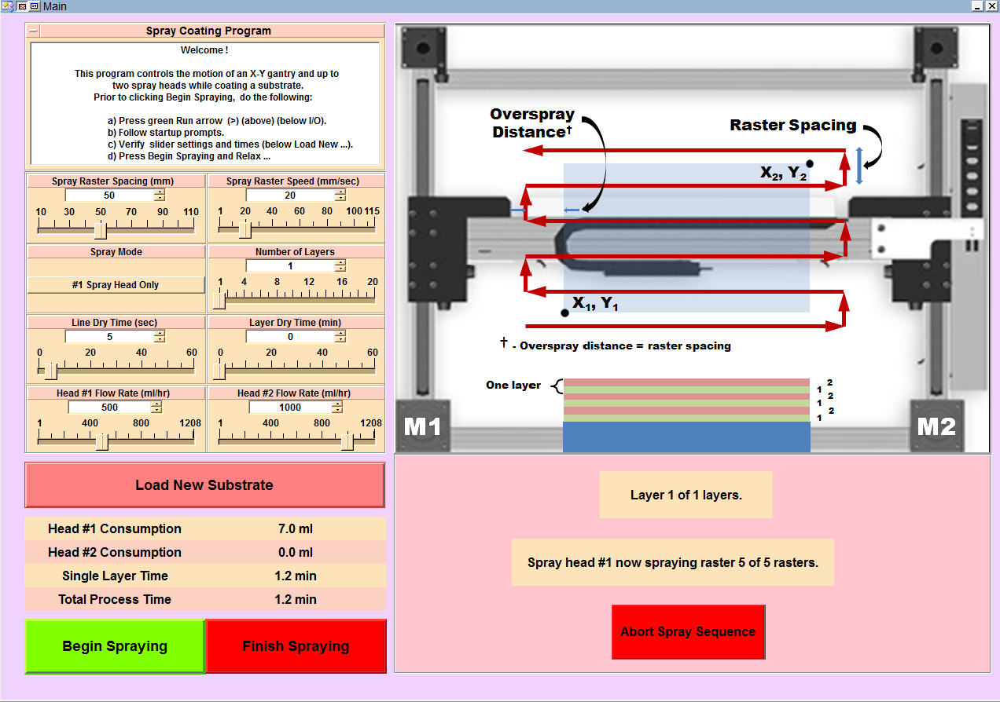 Main
Spray Coating Program
Welcome !
This program controls the motion of an X-Y gantry and up to
two spray heads while coating a substrate.
Prior to clicking Begin Spraying, do the following:
a) Press green Run arrow (>) (above) (below I/O).
b) Follow startup prompts.
c) Verify slider settings and times (below Load New ...).
d) Press Begin Spraying and Relax ...
Spray Raster Spacing (mm)
50
10 30 50 70 90 110
Spray Raster Speed (mm/sec)
20
1 20 40 60 80 100 115
Spray Mode
#1 Spray Head Only
Number of Layers
1
1 4 8 12 16 20
Line Dry Time (sec)
5
0 20 40 60
Layer Dry Time (min)
0
0 20 40 60
Head #1 Flow Rate (ml/hr)
500
1 400 800 1208
Head #2 Flow Rate (ml/hr)
1000
1 400 800 1208
Load New Substrate
Head #1 Consumption 7.0 ml
Head #2 Consumption 0.0 ml
Single Layer Time 1.2 min
Total Process Time 1.2 min
Begin Spraying
Finish Spraying
Overspray
Distance†
Raster Spacing
X2, Y2
X1, Y1
† - Overspray distance = raster spacing
One layer
2
1
2
1
2
1
M1
M2
Layer 1 of 1 layers.
Spray head #1 now spraying raster 5 of 5 rasters.
Abort Spray Sequence